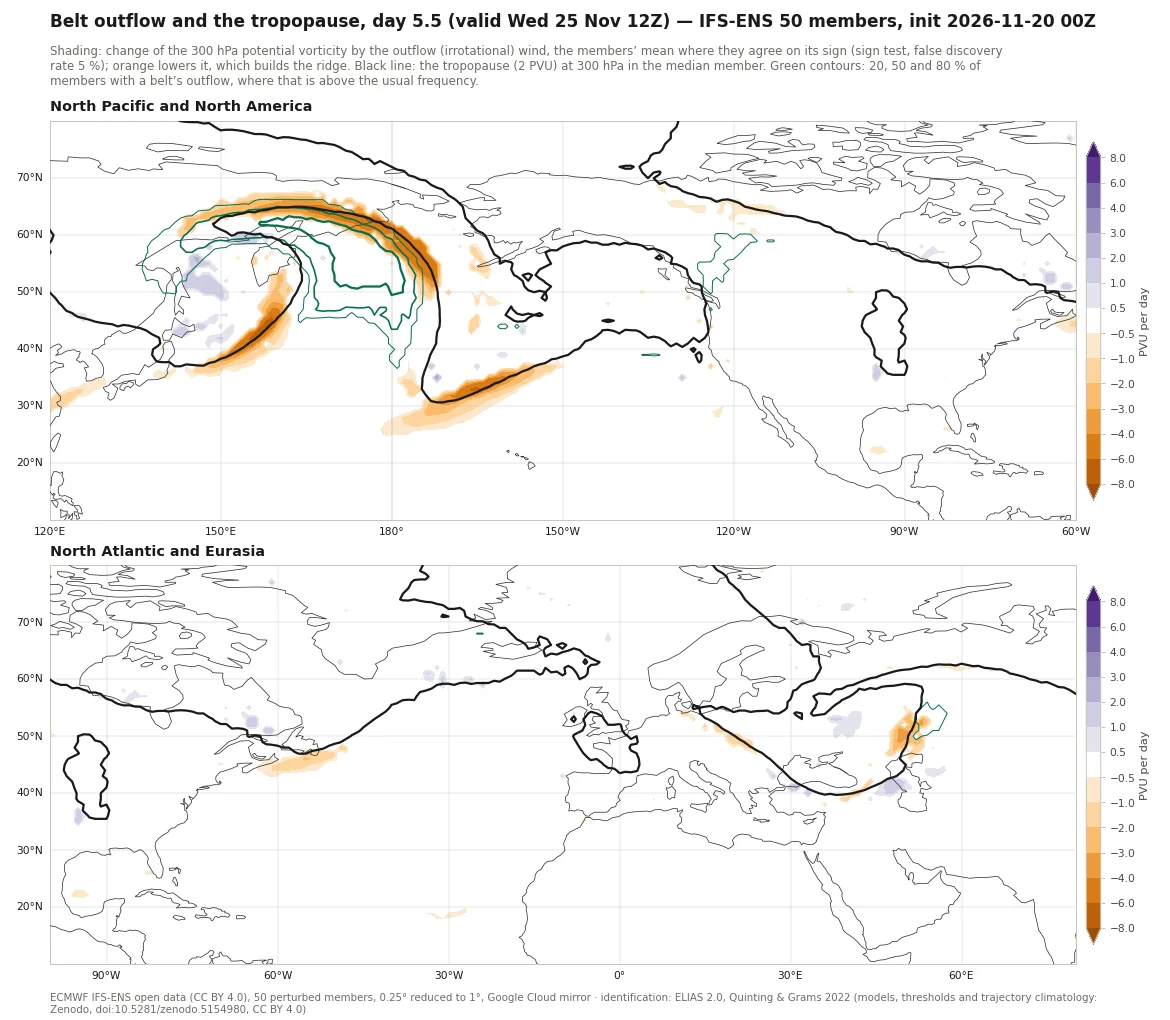 Belt outflow and the tropopause, day 5.5 (valid Wed 25 Nov 12Z) — IFS-ENS 50 members, init 2026-11-20 00Z
Shading: change of the 300 hPa potential vorticity by the outflow (irrotational) wind, the members’ mean where they agree on its sign (sign test, false discovery
rate 5 %); orange lowers it, which builds the ridge. Black line: the tropopause (2 PVU) at 300 hPa in the median member. Green contours: 20, 50 and 80 % of
members with a belt’s outflow, where that is above the usual frequency.
North Pacific and North America
70°N
60°N
50°N
40°N
30°N
20°N
120°E 150°E 180° 150°W 120°W 90°W 60°W
8.0
6.0
4.0
3.0
2.0
1.0
0.5
−0.5
−1.0
−2.0
−3.0
−4.0
−6.0
−8.0
PVU per day
North Atlantic and Eurasia
70°N
60°N
50°N
40°N
30°N
20°N
90°W 60°W 30°W 0° 30°E 60°E
8.0
6.0
4.0
3.0
2.0
1.0
0.5
−0.5
−1.0
−2.0
−3.0
−4.0
−6.0
−8.0
PVU per day
ECMWF IFS-ENS open data (CC BY 4.0), 50 perturbed members, 0.25° reduced to 1°, Google Cloud mirror · identification: ELIAS 2.0, Quinting & Grams 2022 (models, thresholds and trajectory climatology:
Zenodo, doi:10.5281/zenodo.5154980, CC BY 4.0)